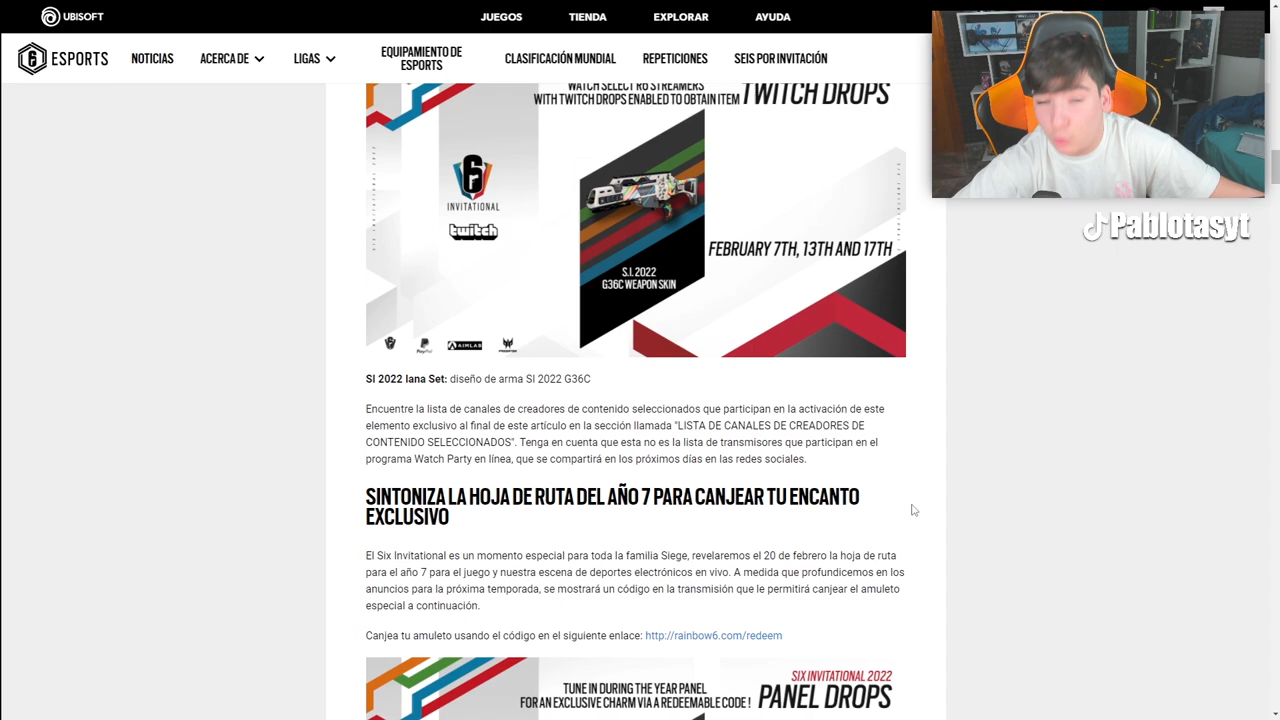 UBISOFT
JUEGOS
TIENDA
EXPLORAR
AYUDA
6 ESPORTS
NOTICIAS
ACERCA DE
LIGAS
EQUIPAMIENTO DE
ESPORTS
CLASIFICACIÓN MUNDIAL
REPETICIONES
SEIS POR INVITACIÓN
WATCH SELECT R6 STREAMERS
WITH TWITCH DROPS ENABLED TO OBTAIN ITEM
TWITCH DROPS
6
INVITATIONAL
twitch
S.I. 2022
G36C WEAPON SKIN
FEBRUARY 7TH, 13TH AND 17TH
PayPal
AIMLAB
PREDATOR
PablotasyT
SI 2022 Iana Set: diseño de arma SI 2022 G36C
Encuentre la lista de canales de creadores de contenido seleccionados que participan en la activación de este
elemento exclusivo al final de este artículo en la sección llamada "LISTA DE CANALES DE CREADORES DE
CONTENIDO SELECCIONADOS". Tenga en cuenta que esta no es la lista de transmisores que participan en el
programa Watch Party en línea, que se compartirá en los próximos días en las redes sociales.
SINTONIZA LA HOJA DE RUTA DEL AÑO 7 PARA CANJEAR TU ENCANTO
EXCLUSIVO
El Six Invitational es un momento especial para toda la familia Siege, revelaremos el 20 de febrero la hoja de ruta
para el año 7 para el juego y nuestra escena de deportes electrónicos en vivo. A medida que profundicemos en los
anuncios para la próxima temporada, se mostrará un código en la transmisión que le permitirá canjear el amuleto
especial a continuación.
Canjea tu amuleto usando el código en el siguiente enlace: http://rainbow6.com/redeem
TUNE IN DURING THE YEAR PANEL
FOR AN EXCLUSIVE CHARM VIA A REDEEMABLE CODE !
SIX INVITATIONAL 2022
PANEL DROPS